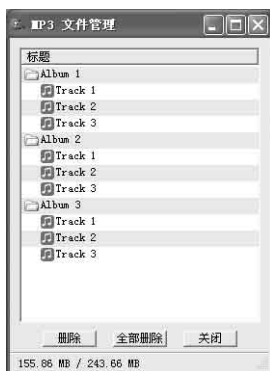 MP3 文件管理
标题
Album 1
Track 1
Track 2
Track 3
Album 2
Track 1
Track 2
Track 3
Album 3
Track 1
Track 2
Track 3
删除 全部删除 关闭
155.86 MB / 243.66 MB